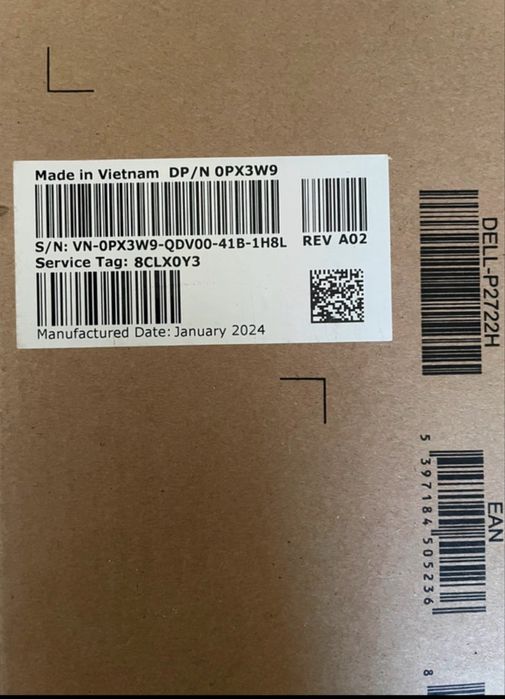 Made in Vietnam DP/N 0PX3W9
S/N: VN-0PX3W9-QDV00-41B-1H8L REV A02
Service Tag: 8CLX0Y3
Manufactured Date: January 2024
DELL-P2722H
EAN
5 397184 505236
8